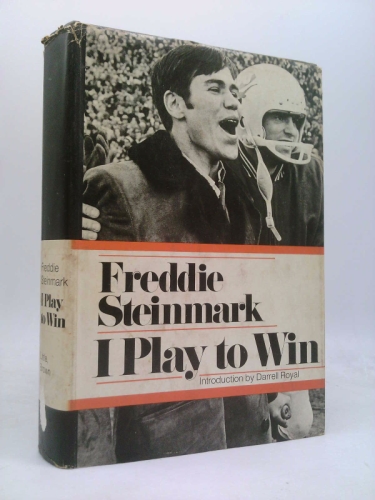 Freddie
Steinmark
I Play to Win
Introduction by Darrell Royal
Freddie
Steinmark
I Play
to Win